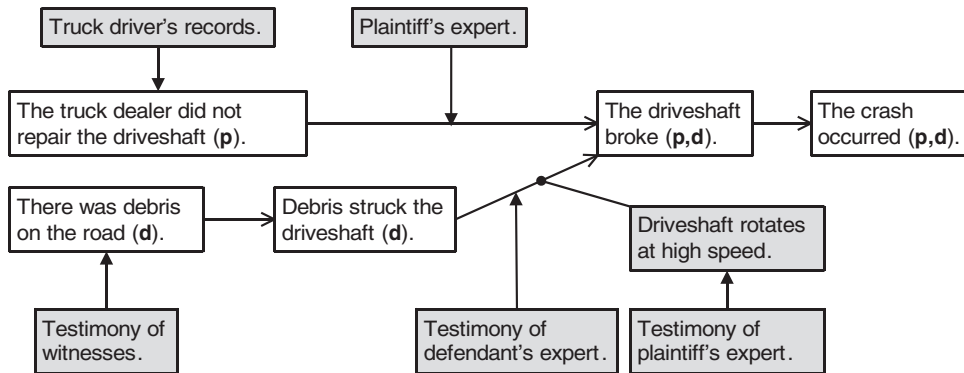 Truck driver's records.
Plaintiff's expert.
The truck dealer did not
repair the driveshaft (p).
The driveshaft
broke (p,d).
The crash
occurred (p,d).
There was debris
on the road (d).
Debris struck the
driveshaft (d).
Driveshaft rotates
at high speed.
Testimony of
witnesses.
Testimony of
defendant's expert.
Testimony of
plaintiff's expert.